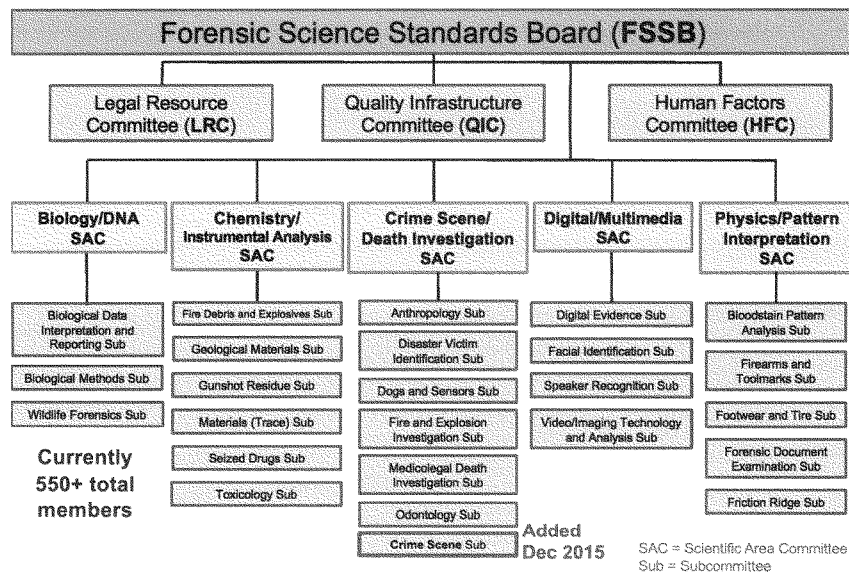 Forensic Science Standards Board (FSSB)
Legal Resource
Committee (LRC)
Quality Infrastructure
Committee (QIC)
Human Factors
Committee (HFC)
Biology/DNA
SAC
Biological Data
Interpretation and
Reporting Sub
Biological Methods Sub
Wildlife Forensics Sub
Chemistry/
Instrumental Analysis
SAC
Fire Debris and Explosives Sub
Geological Materials Sub
Gunshot Residue Sub
Materials (Trace) Sub
Seized Drugs Sub
Toxicology Sub
Crime Scene/
Death Investigation
SAC
Anthropology Sub
Disaster Victim
Identification Sub
Dogs and Sensors Sub
Fire and Explosion
Investigation Sub
Medicolegal Death
Investigation Sub
Odontology Sub
Crime Scene Sub
Digital/Multimedia
SAC
Digital Evidence Sub
Facial Identification Sub
Speaker Recognition Sub
Video/Imaging Technology
and Analysis Sub
Physics/Pattern
Interpretation
SAC
Bloodstain Pattern
Analysis Sub
Firearms and
Toolmarks Sub
Footwear and Tire Sub
Forensic Document
Examination Sub
Friction Ridge Sub
Currently
550+ total
members
Added
Dec 2015
SAC = Scientific Area Committee
Sub = Subcommittee